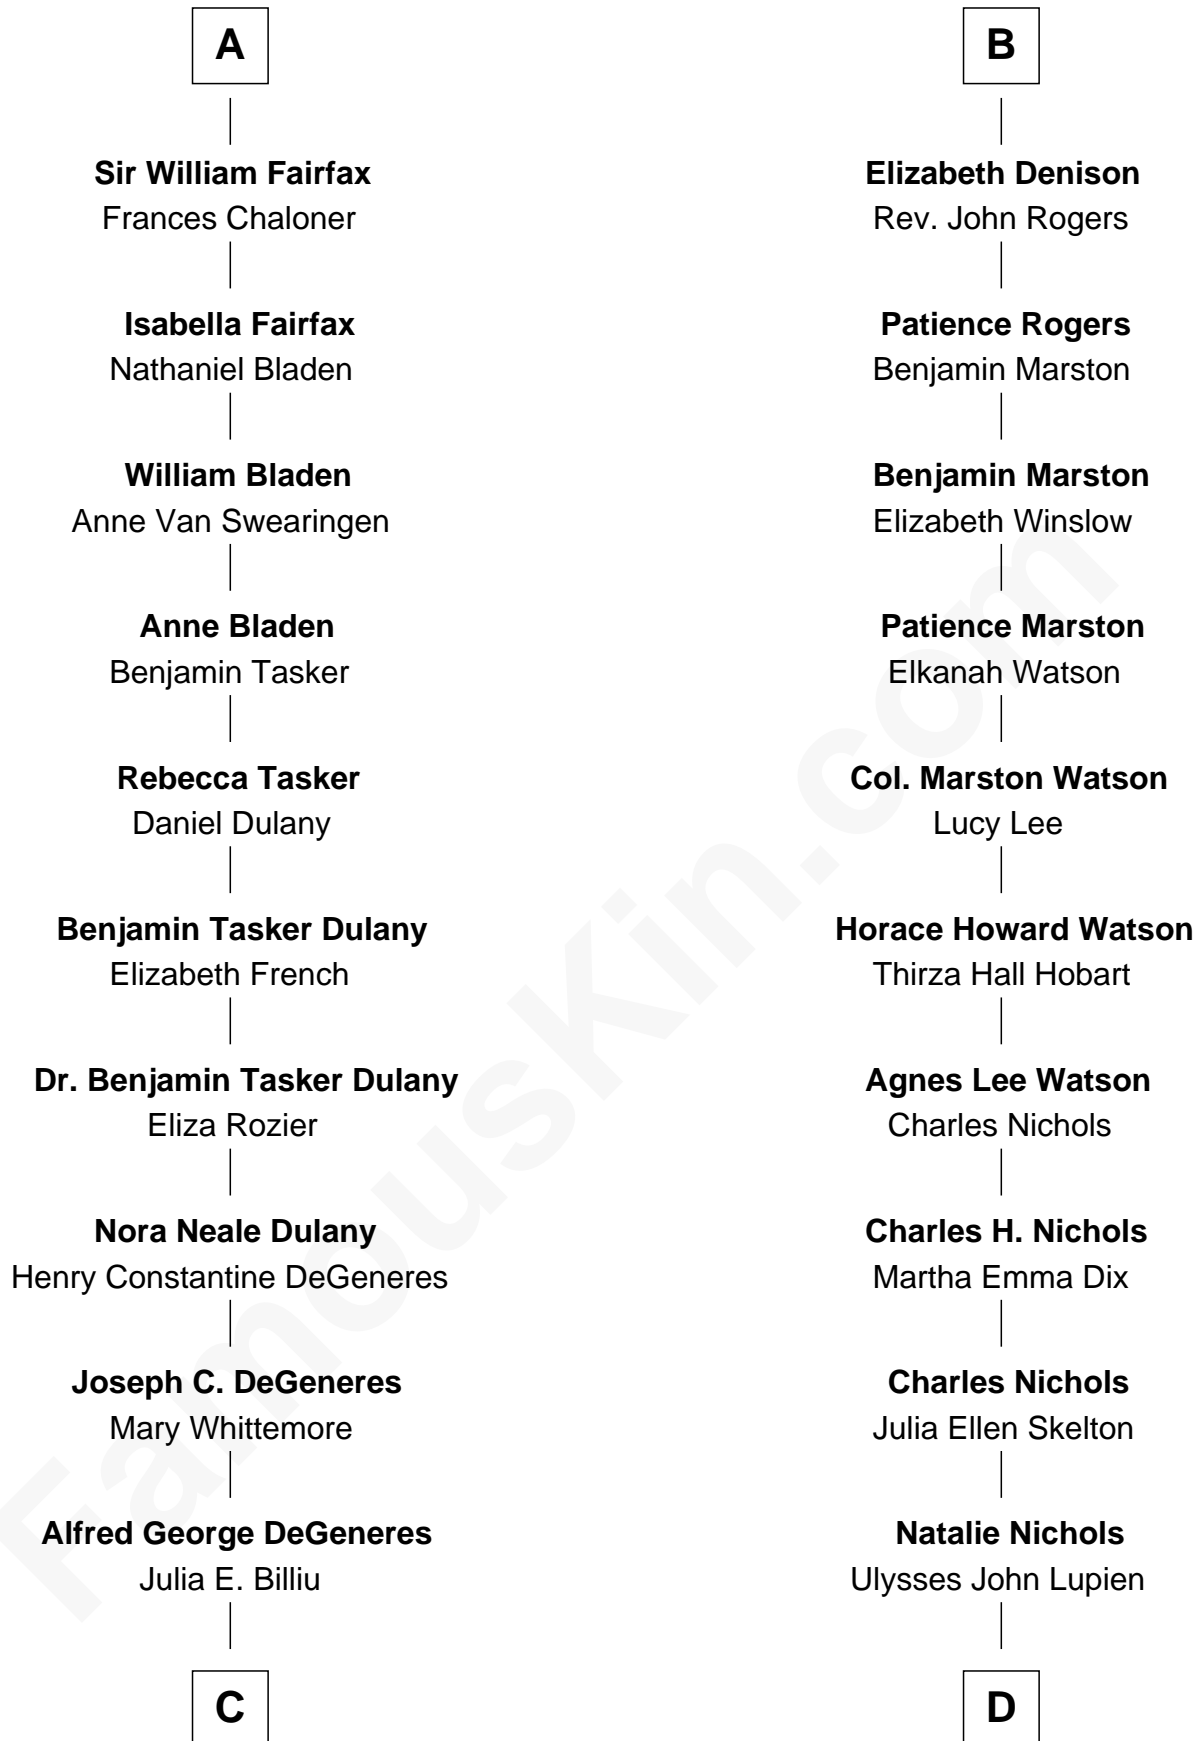 A
Sir William Fairfax
Frances Chaloner
Isabella Fairfax
Nathaniel Bladen
William Bladen
Anne Van Swearingen
Anne Bladen
Benjamin Tasker
Rebecca Tasker
Daniel Dulany
Benjamin Tasker Dulany
Elizabeth French
Dr. Benjamin Tasker Dulany
Eliza Rozier
Nora Neale Dulany
Henry Constantine DeGeneres
Joseph C. DeGeneres
Mary Whittemore
Alfred George DeGeneres
Julia E. Billiu
C
B
Elizabeth Denison
Rev. John Rogers
Patience Rogers
Benjamin Marston
Benjamin Marston
Elizabeth Winslow
Patience Marston
Elkanah Watson
Col. Marston Watson
Lucy Lee
Horace Howard Watson
Thirza Hall Hobart
Agnes Lee Watson
Charles Nichols
Charles H. Nichols
Martha Emma Dix
Charles Nichols
Julia Ellen Skelton
Natalie Nichols
Ulysses John Lupien
D
FamousKin.com